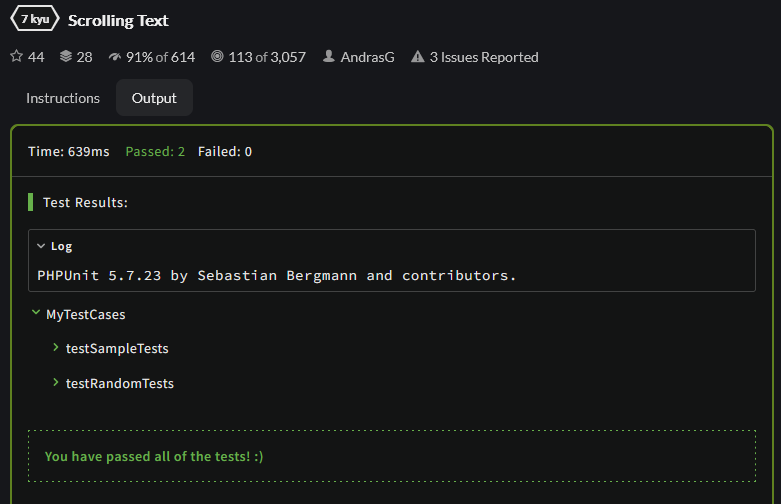 7 kyu Scrolling Text
44 28 91% of 614 113 of 3,057 AndrasG 3 Issues Reported
Instructions Output
Time: 639ms Passed: 2 Failed: 0
Test Results:
Log
PHPUnit 5.7.23 by Sebastian Bergmann and contributors.
MyTestCases
testSampleTests
testRandomTests
You have passed all of the tests! :)